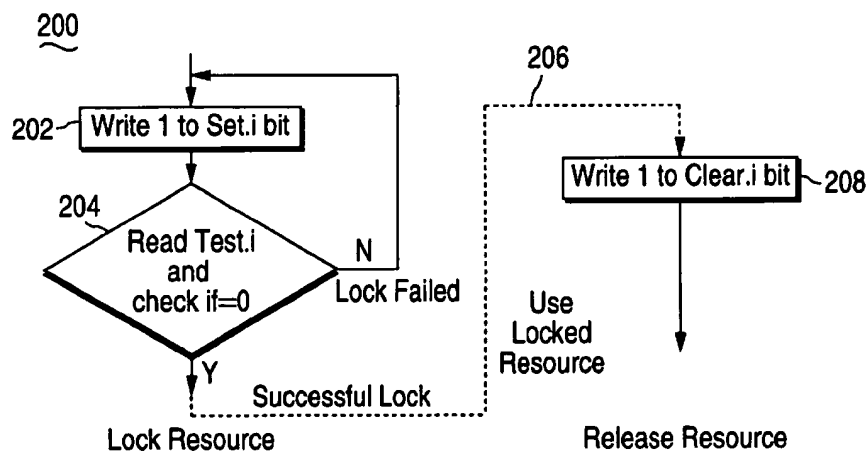 200
202
Write 1 to Set.i bit
204
Read Test.i
and
check if=0
N
Lock Failed
Y
Successful Lock
Lock Resource
206
Write 1 to Clear.i bit
208
Use
Locked
Resource
Release Resource